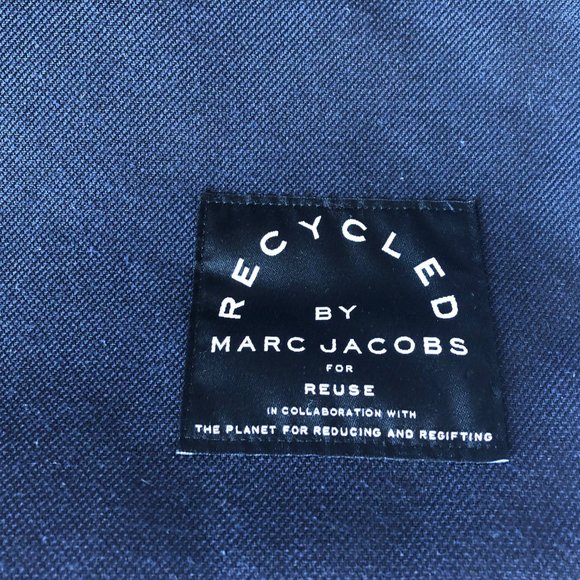 RECYCLED
BY
MARC JACOBS
FOR
REUSE
IN COLLABORATION WITH
THE PLANET FOR REDUCING AND REGIFTING